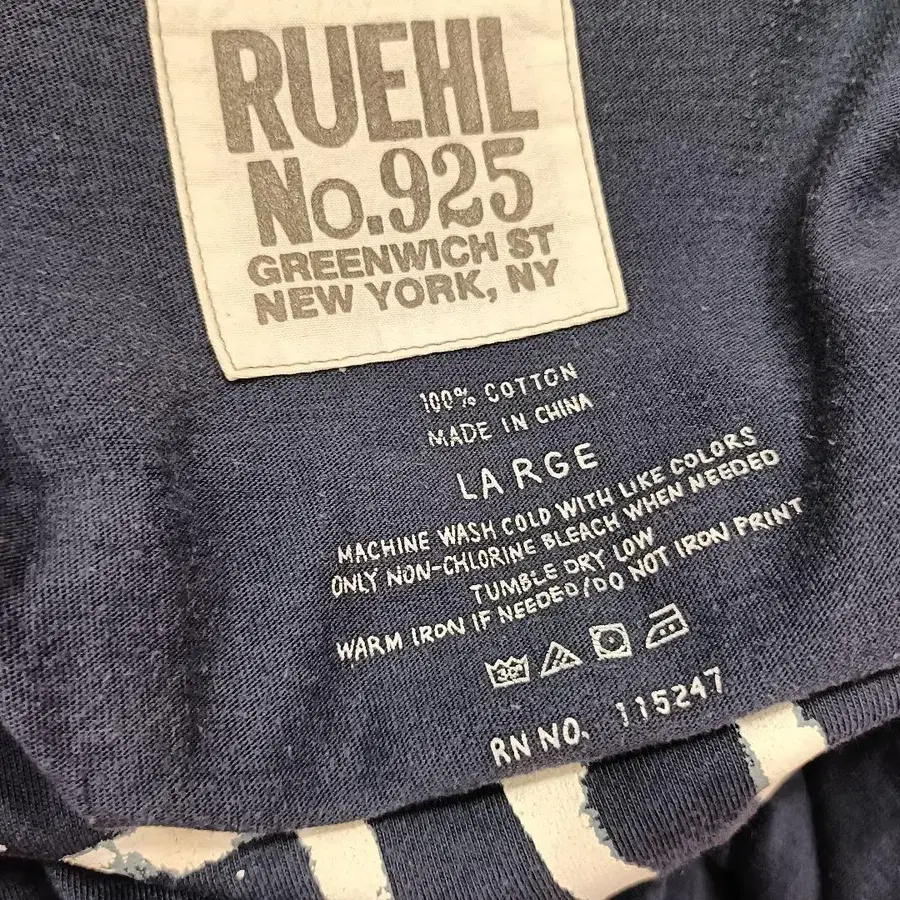 RUEHL
No.925
GREENWICH ST
NEW YORK, NY
100% COTTON
MADE IN CHINA
LARGE
MACHINE WASH COLD WITH LIKE COLORS
ONLY NON-CHLORINE BLEACH WHEN NEEDED
TUMBLE DRY LOW
WARM IRON IF NEEDED/DO NOT IRON PRINT
30°
RN NO. 115247